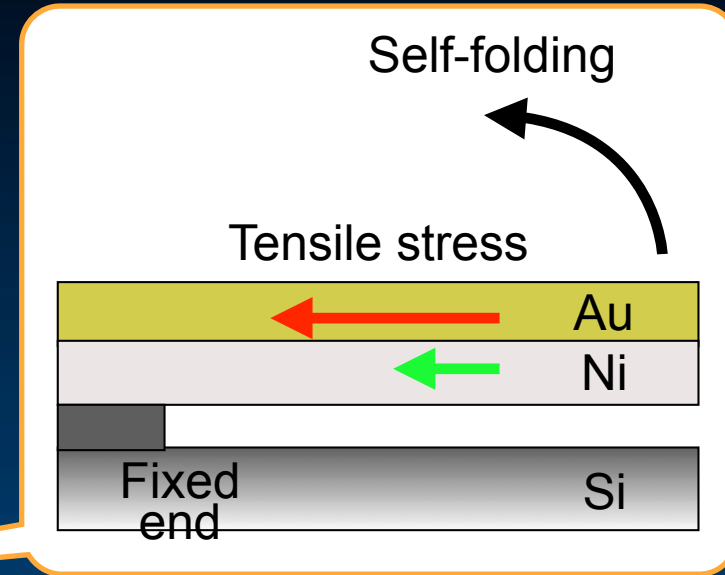 Self-folding
Tensile stress
Au
Ni
Fixed
end
Si